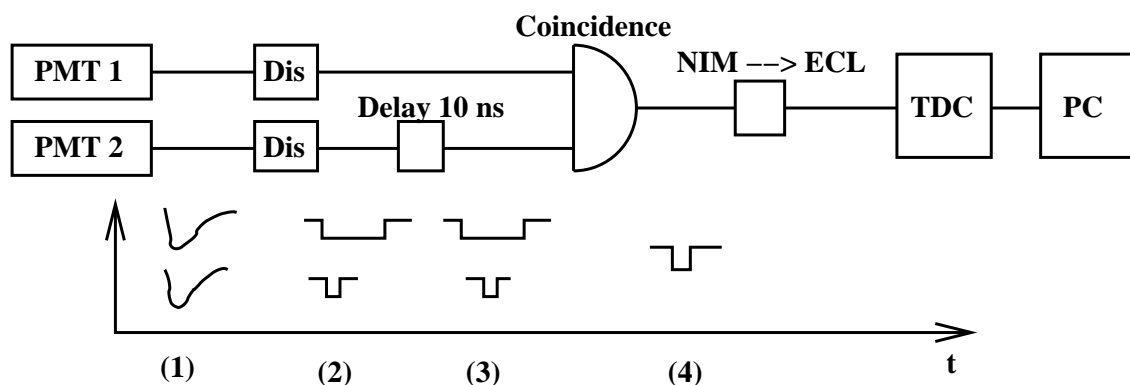 Coincidence
PMT 1
Dis
NIM −−> ECL
TDC
PC
Delay 10 ns
PMT 2
Dis
(1)
(2)
(3)
(4)
t